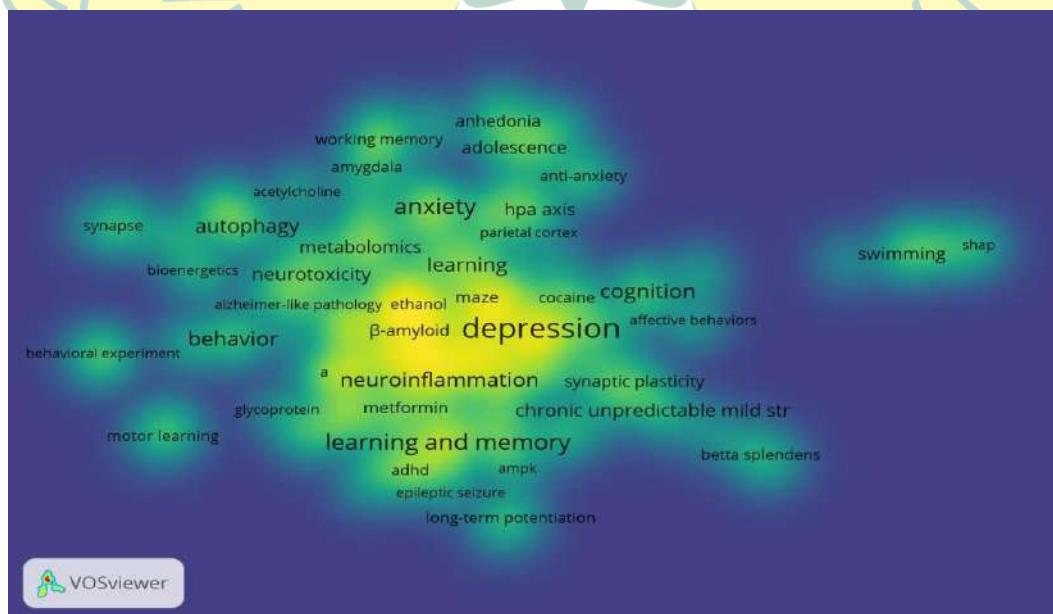 anhedonia
working memory
adolescence
amygdala
anti-anxiety
acetylcholine
anxiety
hpa axis
synapse
autophagy
parietal cortex
metabolomics
swimming
shap
bioenergetics
neurotoxicity
learning
alzheimer-like pathology
ethanol
maze
cocaine
cognition
β-amyloid
depression
affective behaviors
behavior
behavioral experiment
a
neuroinflammation
synaptic plasticity
glycoprotein
metformin
chronic unpredictable mild str
motor learning
learning and memory
betta splendens
adhd
ampk
epileptic seizure
long-term potentiation
VOSviewer